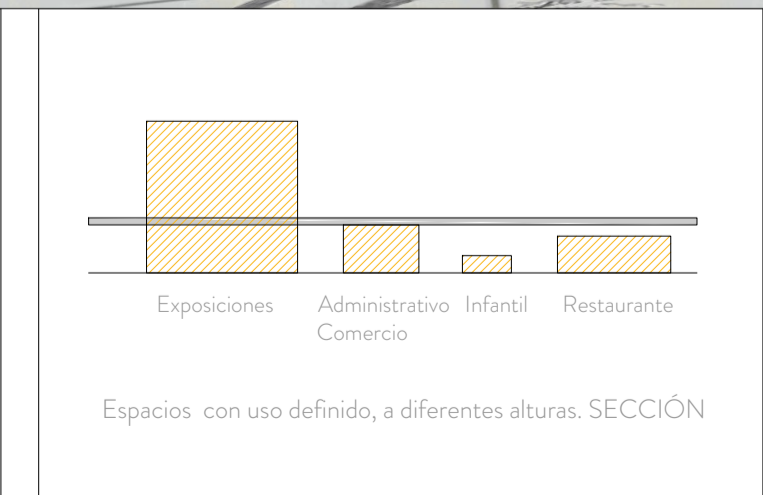 Exposiciones
Administrativo
Comercio
Infantil
Restaurante
Espacios con uso definido, a diferentes alturas. SECCIÓN